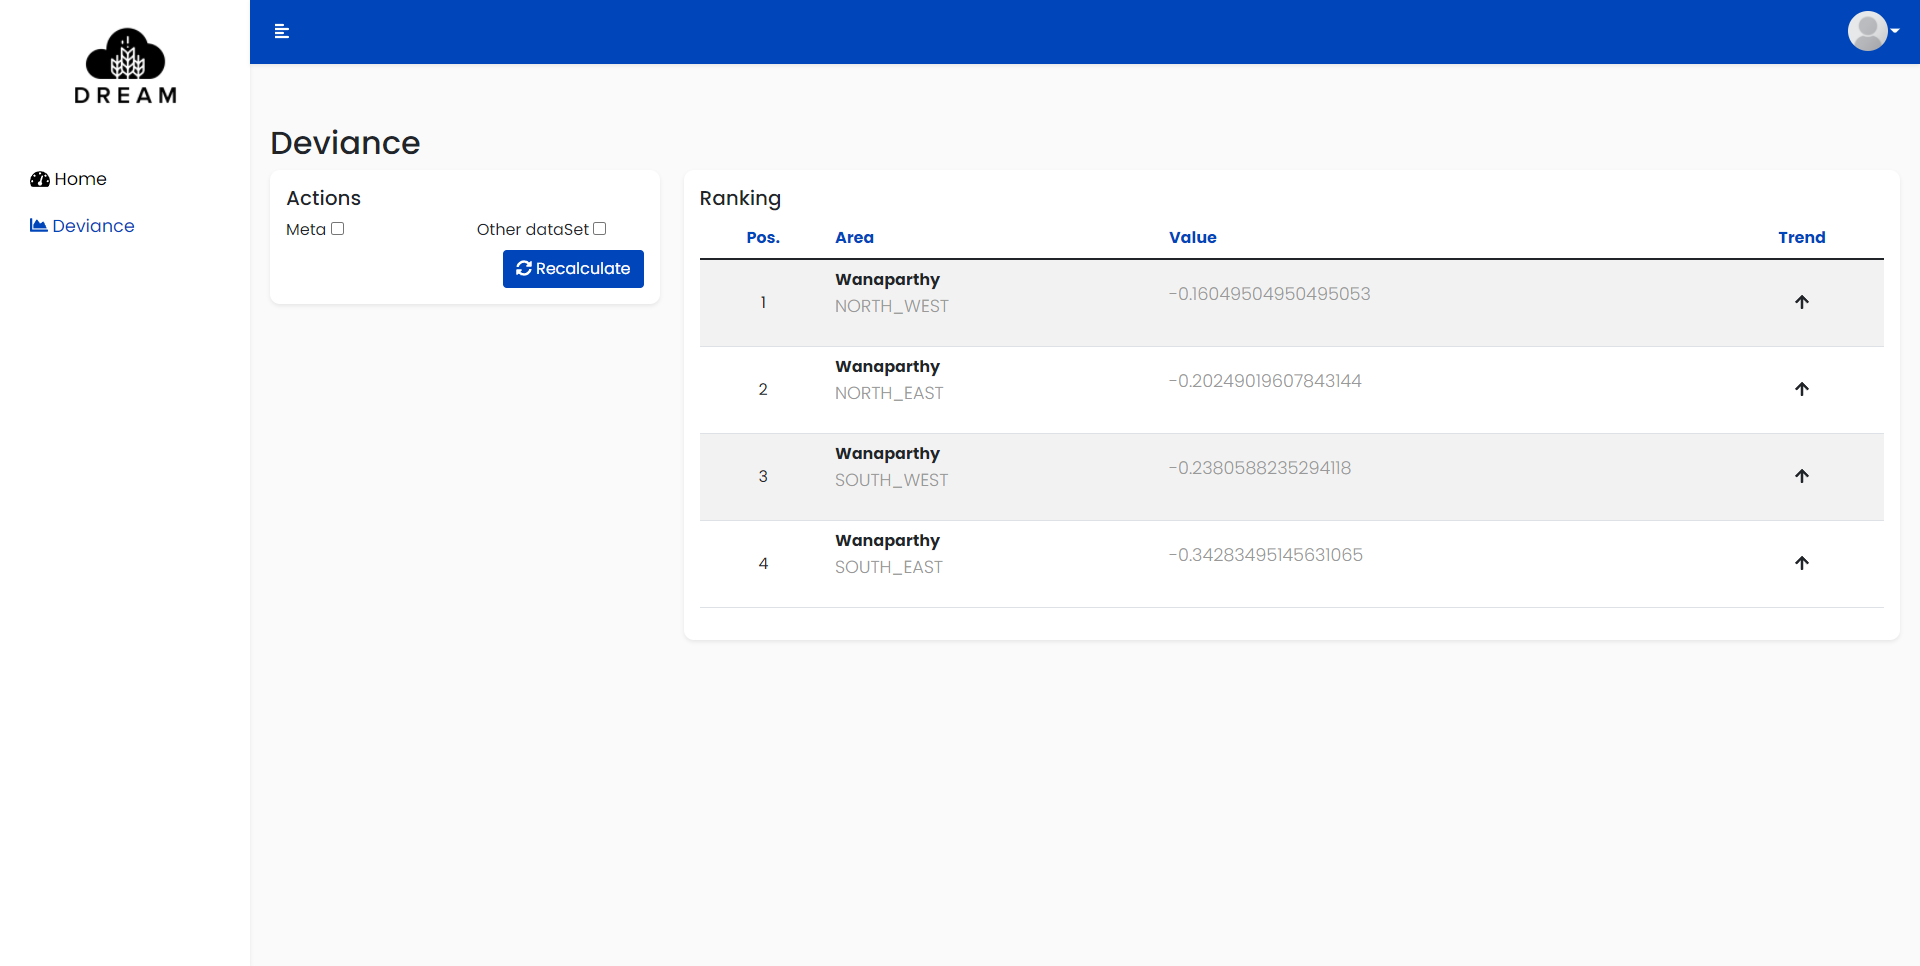 DREAM
Home
Deviance
Deviance
Actions
Meta
Other dataSet
Recalculate
Ranking
Pos. Area Value Trend
1 Wanaparthy -0.16049504950495053
NORTH_WEST
2 Wanaparthy -0.20249019607843144
NORTH_EAST
3 Wanaparthy -0.2380588235294118
SOUTH_WEST
4 Wanaparthy -0.34283495145631065
SOUTH_EAST